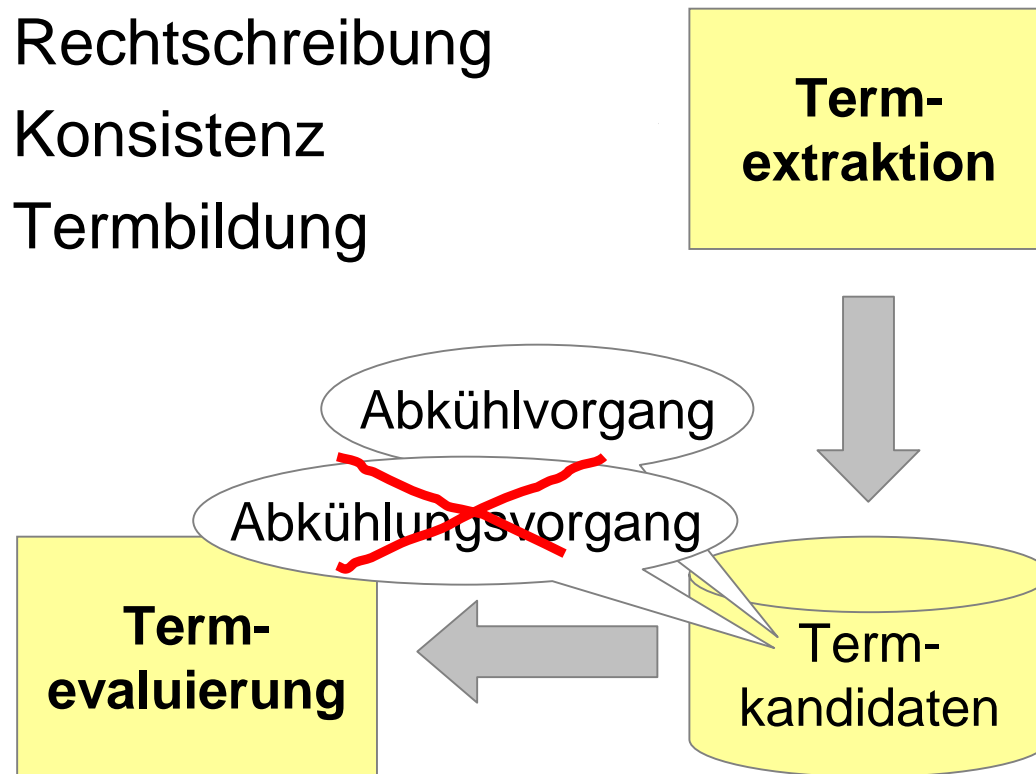 Rechtschreibung
Konsistenz
Termbildung
Term-
extraktion
Abkühlvorgang
Abkühlungsvorgang
Term-
kandidaten
Term-
evaluierung